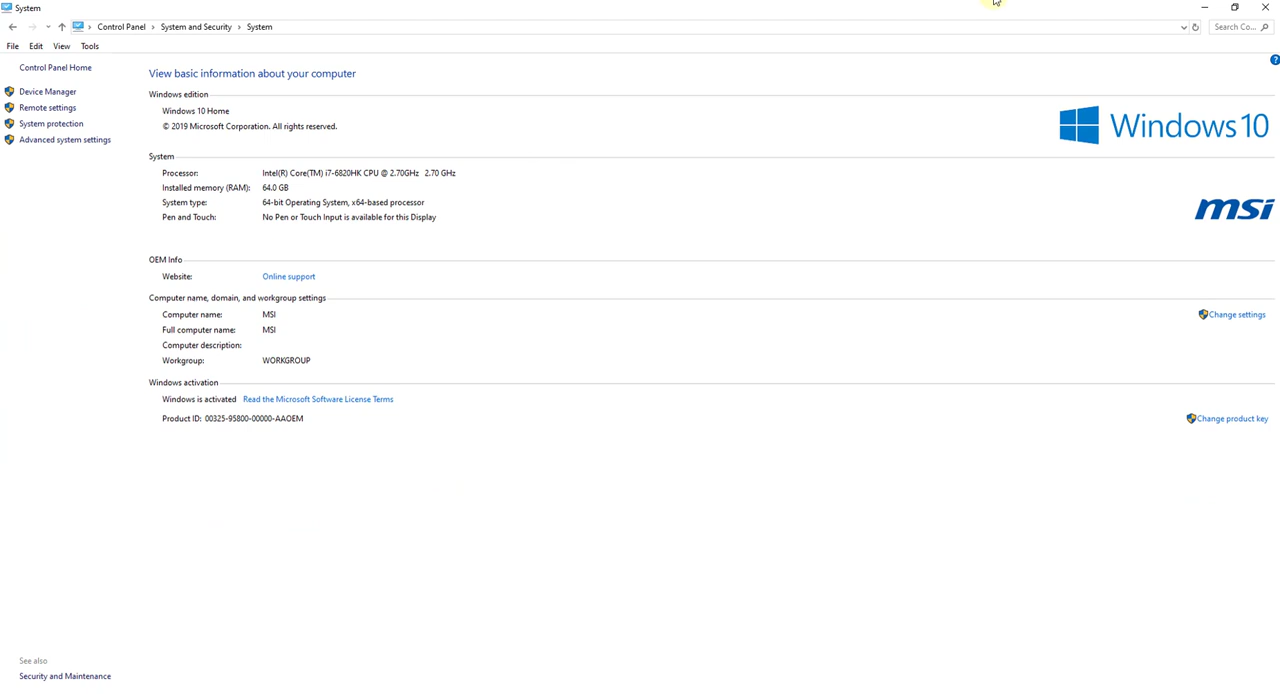 System
Control Panel > System and Security > System
Search Co...
File Edit View Tools
Control Panel Home
Device Manager
Remote settings
System protection
Advanced system settings
View basic information about your computer
Windows edition
Windows 10 Home
© 2019 Microsoft Corporation. All rights reserved.
Windows 10
System
Processor: Intel(R) Core(TM) i7-6820HK CPU @ 2.70GHz 2.70 GHz
Installed memory (RAM): 64.0 GB
System type: 64-bit Operating System, x64-based processor
Pen and Touch: No Pen or Touch Input is available for this Display
msi
OEM Info
Website: Online support
Computer name, domain, and workgroup settings
Computer name: MSI
Change settings
Full computer name: MSI
Computer description:
Workgroup: WORKGROUP
Windows activation
Windows is activated Read the Microsoft Software License Terms
Product ID: 00325-95800-00000-AAOEM
Change product key
See also
Security and Maintenance